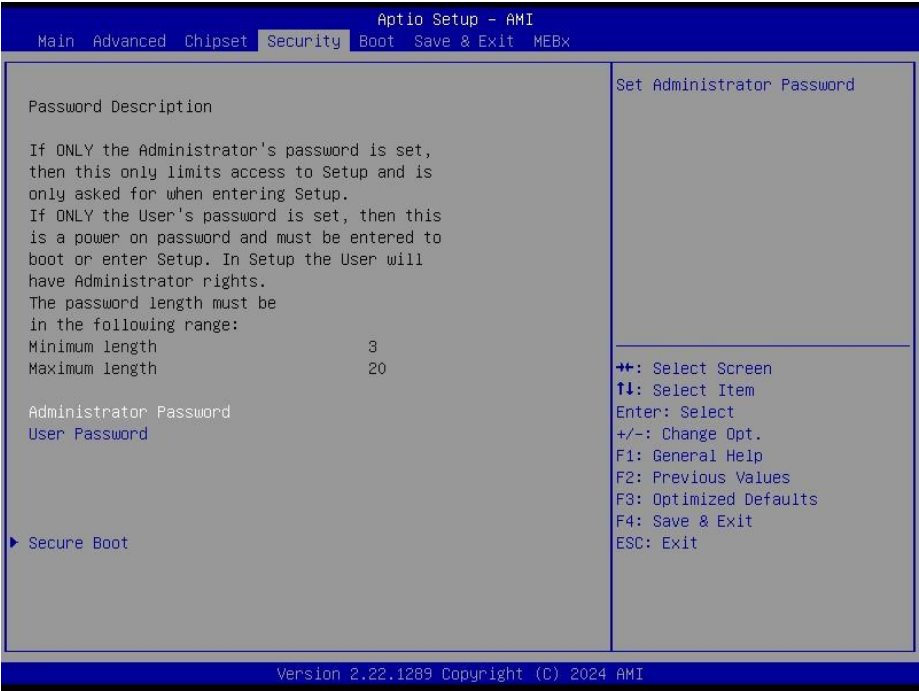 Aptio Setup – AMI
Main Advanced Chipset Security Boot Save & Exit MEBx
Password Description
If ONLY the Administrator's password is set,
then this only limits access to Setup and is
only asked for when entering Setup.
If ONLY the User's password is set, then this
is a power on password and must be entered to
boot or enter Setup. In Setup the User will
have Administrator rights.
The password length must be
in the following range:
Minimum length 3
Maximum length 20
Administrator Password
User Password
Secure Boot
Set Administrator Password
→←: Select Screen
↑↓: Select Item
Enter: Select
+/-: Change Opt.
F1: General Help
F2: Previous Values
F3: Optimized Defaults
F4: Save & Exit
ESC: Exit
Version 2.22.1289 Copyright (C) 2024 AMI